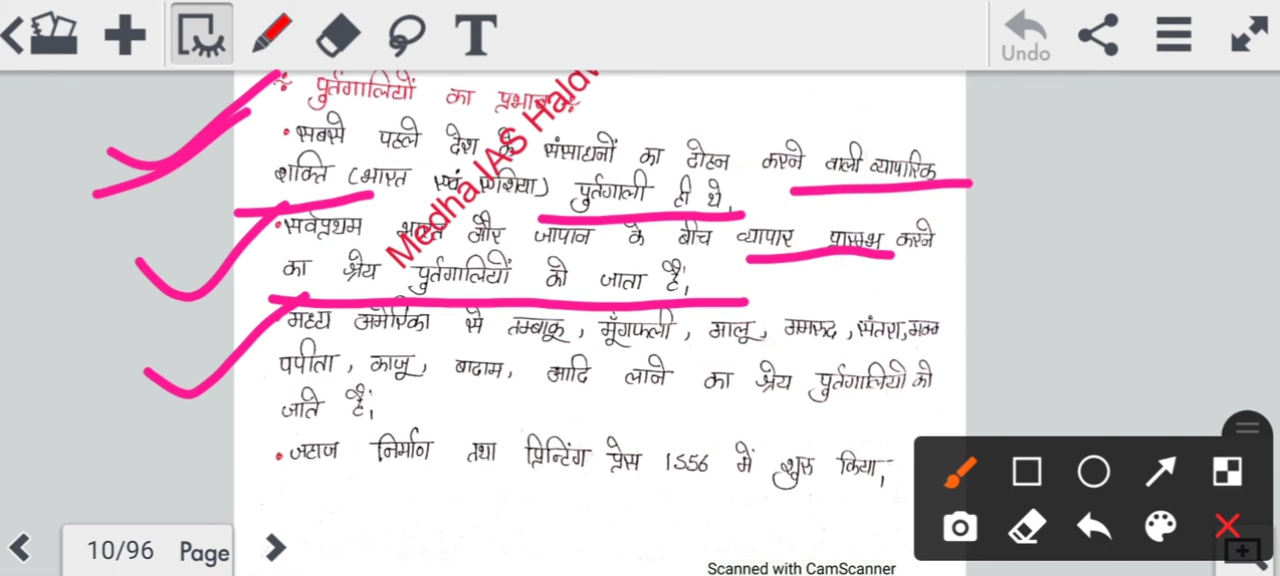 Undo
: पुर्तगालियों का प्रभाव :
• सबसे पहले देश के संसाधनों का दोहन करने वाली व्यापारिक
शक्ति (भारत एवं एशिया) पुर्तगाली ही थे,
• सर्वप्रथम भारत और जापान के बीच व्यापार प्रारम्भ करने
का श्रेय पुर्तगालियों को जाता है;
मध्य अमेरिका से तम्बाकू, मूँगफली, आलू, अमरूद, संतरा,
पपीता, काजू, बादाम, आदि लाने का श्रेय पुर्तगालियो को
जाते है;
• जहाज निर्माण तथा प्रिन्टिंग प्रेस 1556 में शुरू किया,
Medha IAS
10/96 Page
Scanned with CamScanner